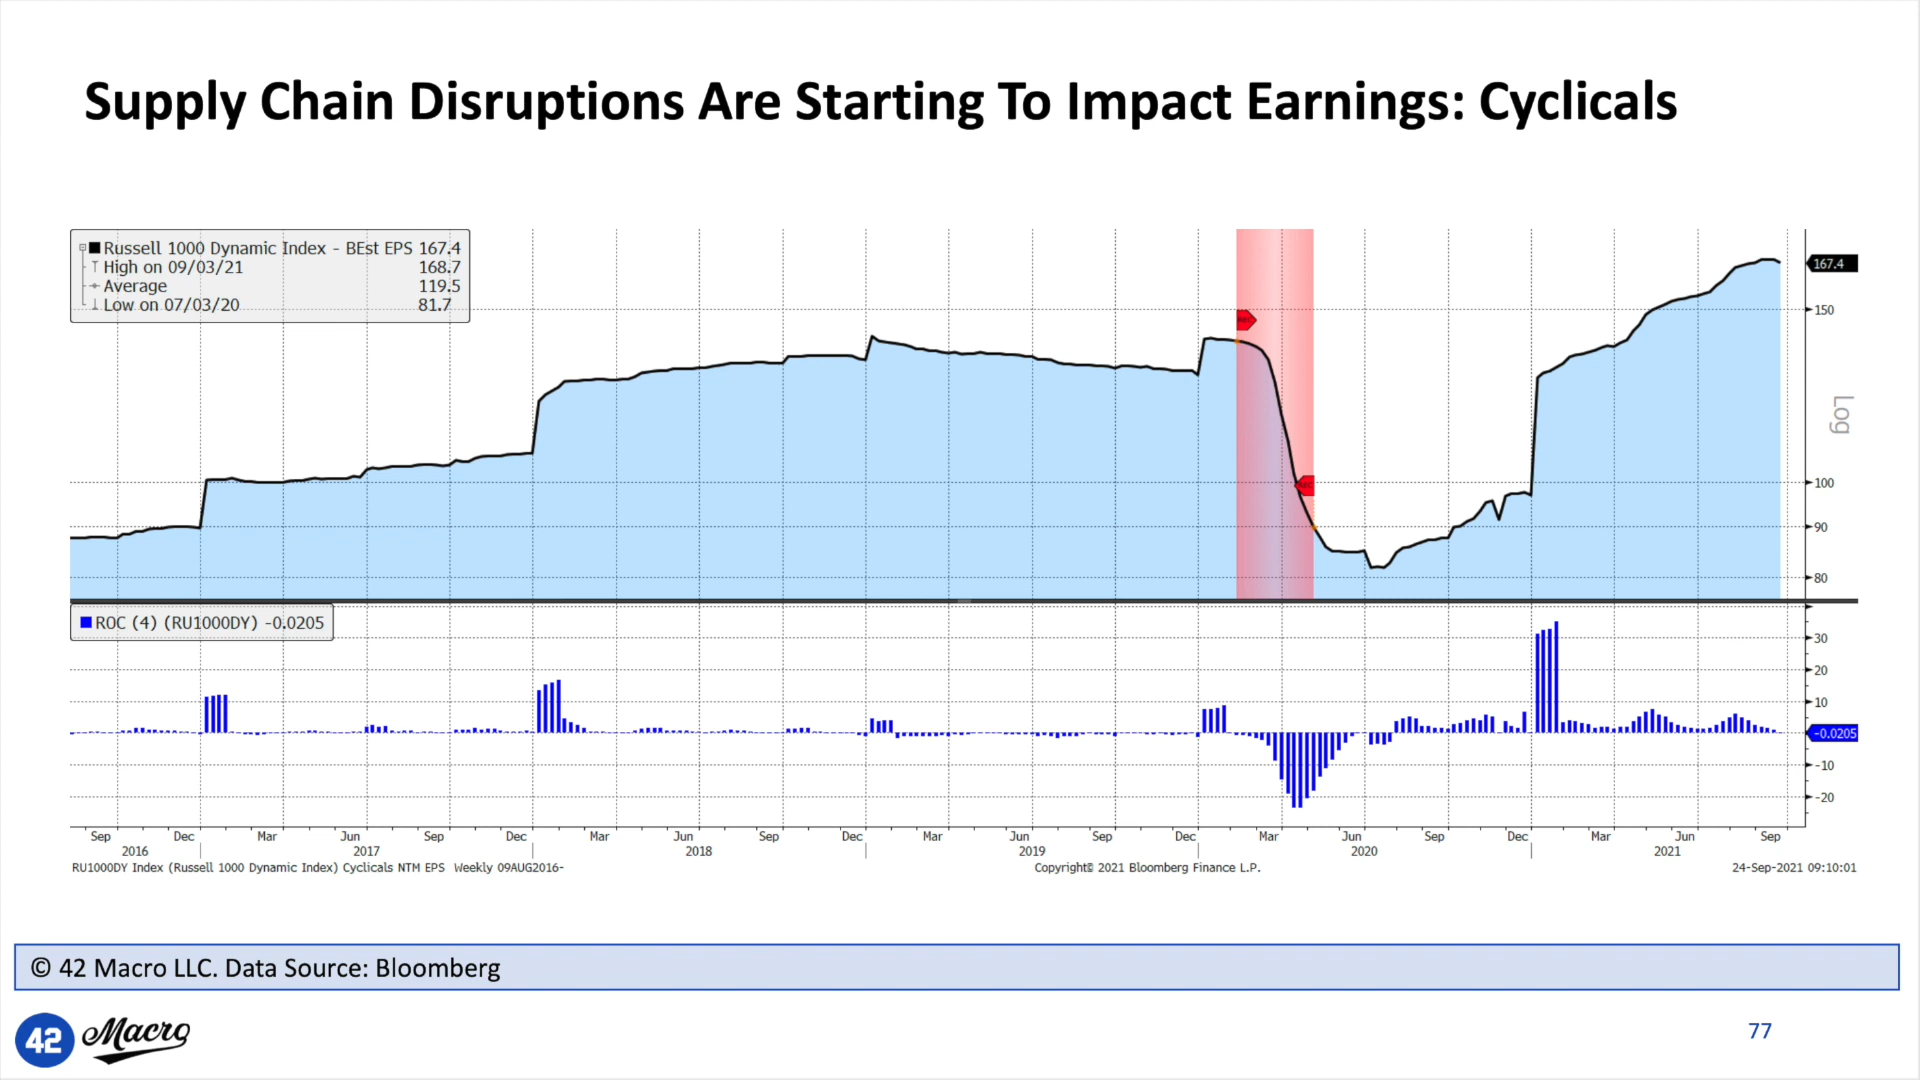 Supply Chain Disruptions Are Starting To Impact Earnings: Cyclicals
Russell 1000 Dynamic Index - BEst EPS 167.4
High on 09/03/21 168.7
Average 119.5
Low on 07/03/20 81.7
167.4
150
Log
100
90
80
ROC (4) (RU1000DY) -0.0205
30
20
10
-0.0205
-10
-20
Sep Dec Mar Jun Sep Dec Mar Jun Sep Dec Mar Jun Sep Dec Mar Jun Sep Dec Mar Jun Sep
2016 2017 2018 2019 2020 2021
RU1000DY Index (Russell 1000 Dynamic Index) Cyclicals NTM EPS Weekly 09AUG2016- Copyright© 2021 Bloomberg Finance L.P. 24-Sep-2021 09:10:01
© 42 Macro LLC. Data Source: Bloomberg
42 Macro
77